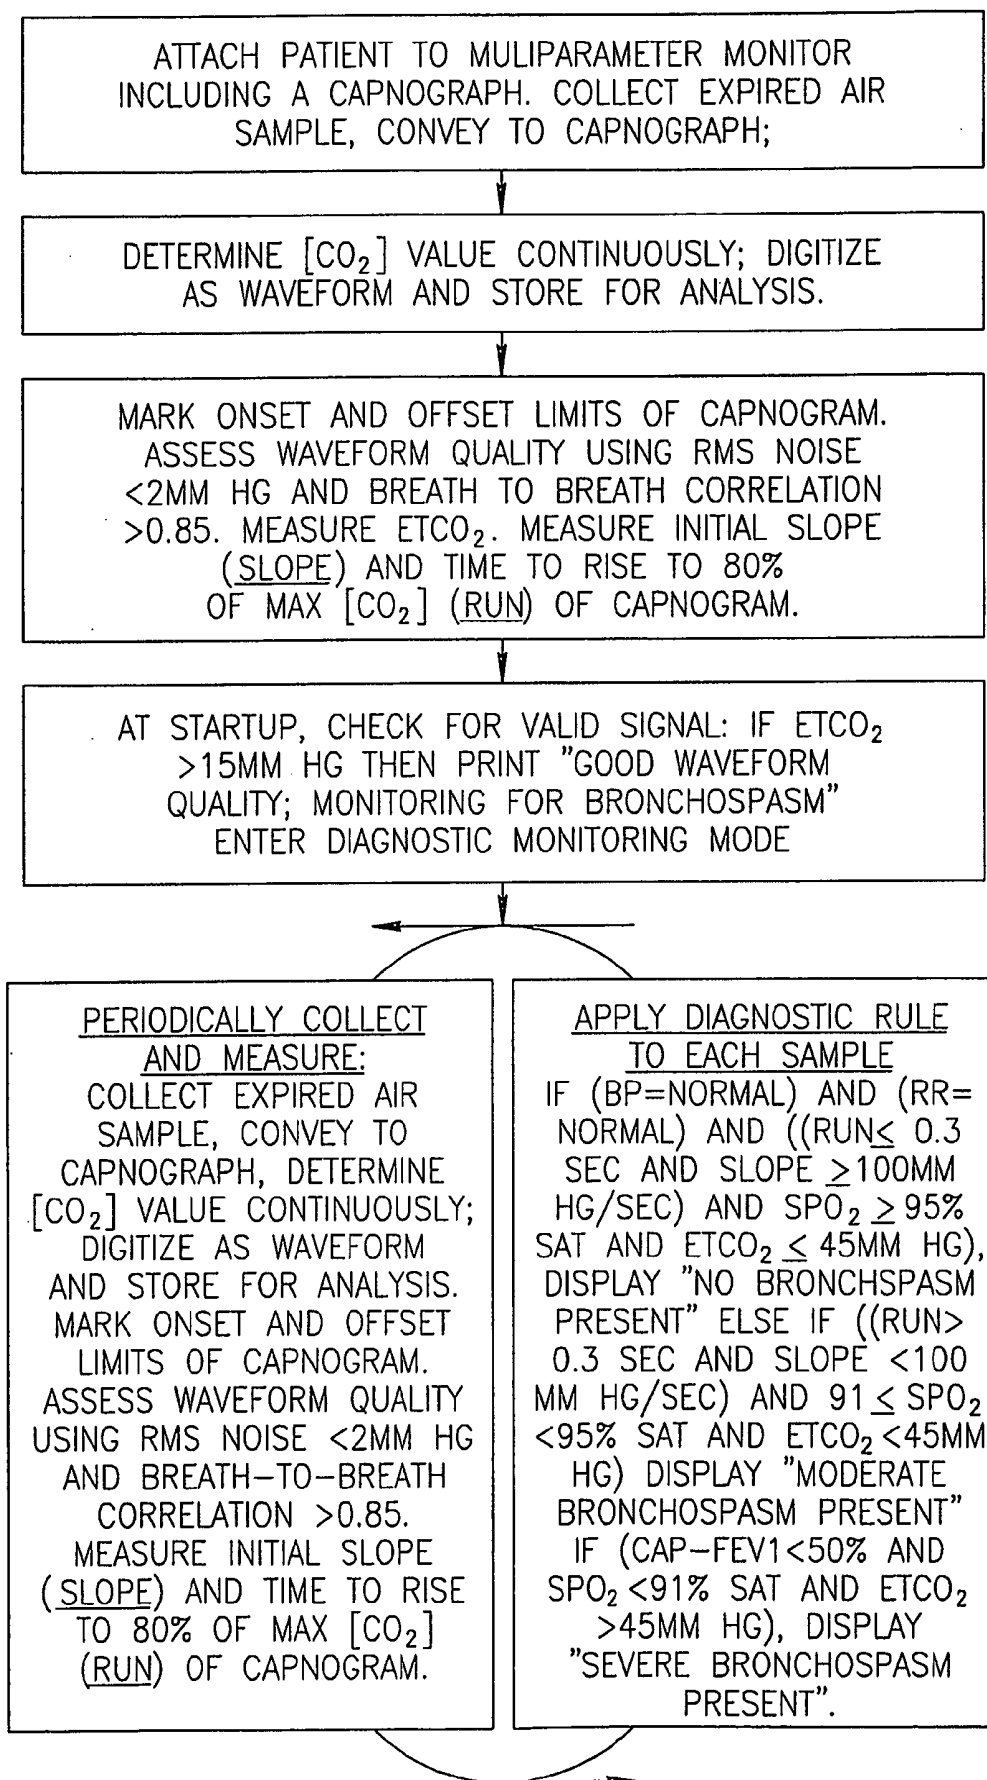 ATTACH PATIENT TO MULIPARAMETER MONITOR
INCLUDING A CAPNOGRAPH. COLLECT EXPIRED AIR
SAMPLE, CONVEY TO CAPNOGRAPH;
DETERMINE [CO₂] VALUE CONTINUOUSLY; DIGITIZE
AS WAVEFORM AND STORE FOR ANALYSIS.
MARK ONSET AND OFFSET LIMITS OF CAPNOGRAM.
ASSESS WAVEFORM QUALITY USING RMS NOISE
<2MM HG AND BREATH TO BREATH CORRELATION
>0.85. MEASURE ETCO₂. MEASURE INITIAL SLOPE
(SLOPE) AND TIME TO RISE TO 80%
OF MAX [CO₂] (RUN) OF CAPNOGRAM.
AT STARTUP, CHECK FOR VALID SIGNAL: IF ETCO₂
>15MM HG THEN PRINT "GOOD WAVEFORM
QUALITY; MONITORING FOR BRONCHOSPASM"
ENTER DIAGNOSTIC MONITORING MODE
PERIODICALLY COLLECT
AND MEASURE:
COLLECT EXPIRED AIR
SAMPLE, CONVEY TO
CAPNOGRAPH, DETERMINE
[CO₂] VALUE CONTINUOUSLY;
DIGITIZE AS WAVEFORM
AND STORE FOR ANALYSIS.
MARK ONSET AND OFFSET
LIMITS OF CAPNOGRAM.
ASSESS WAVEFORM QUALITY
USING RMS NOISE <2MM HG
AND BREATH-TO-BREATH
CORRELATION >0.85.
MEASURE INITIAL SLOPE
(SLOPE) AND TIME TO RISE
TO 80% OF MAX [CO₂]
(RUN) OF CAPNOGRAM.
APPLY DIAGNOSTIC RULE
TO EACH SAMPLE
IF (BP=NORMAL) AND (RR=
NORMAL) AND ((RUN≤ 0.3
SEC AND SLOPE ≥100MM
HG/SEC) AND SPO₂ ≥ 95%
SAT AND ETCO₂ ≤ 45MM HG),
DISPLAY "NO BRONCHSPASM
PRESENT" ELSE IF ((RUN>
0.3 SEC AND SLOPE <100
MM HG/SEC) AND 91 ≤ SPO₂
<95% SAT AND ETCO₂<45MM
HG) DISPLAY "MODERATE
BRONCHOSPASM PRESENT"
IF (CAP-FEV1<50% AND
SPO₂ <91% SAT AND ETCO₂
>45MM HG), DISPLAY
"SEVERE BRONCHOSPASM
PRESENT".